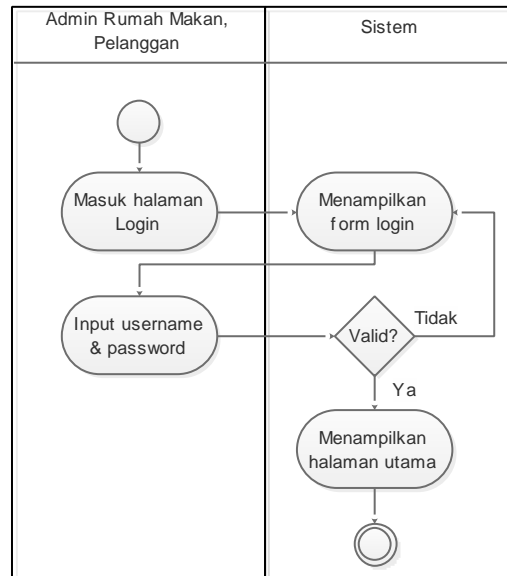 Admin Rumah Makan,
Pelanggan
Sistem
Masuk halaman
Login
Menampilkan
form login
Input username
& password
Valid?
Tidak
Ya
Menampilkan
halaman utama